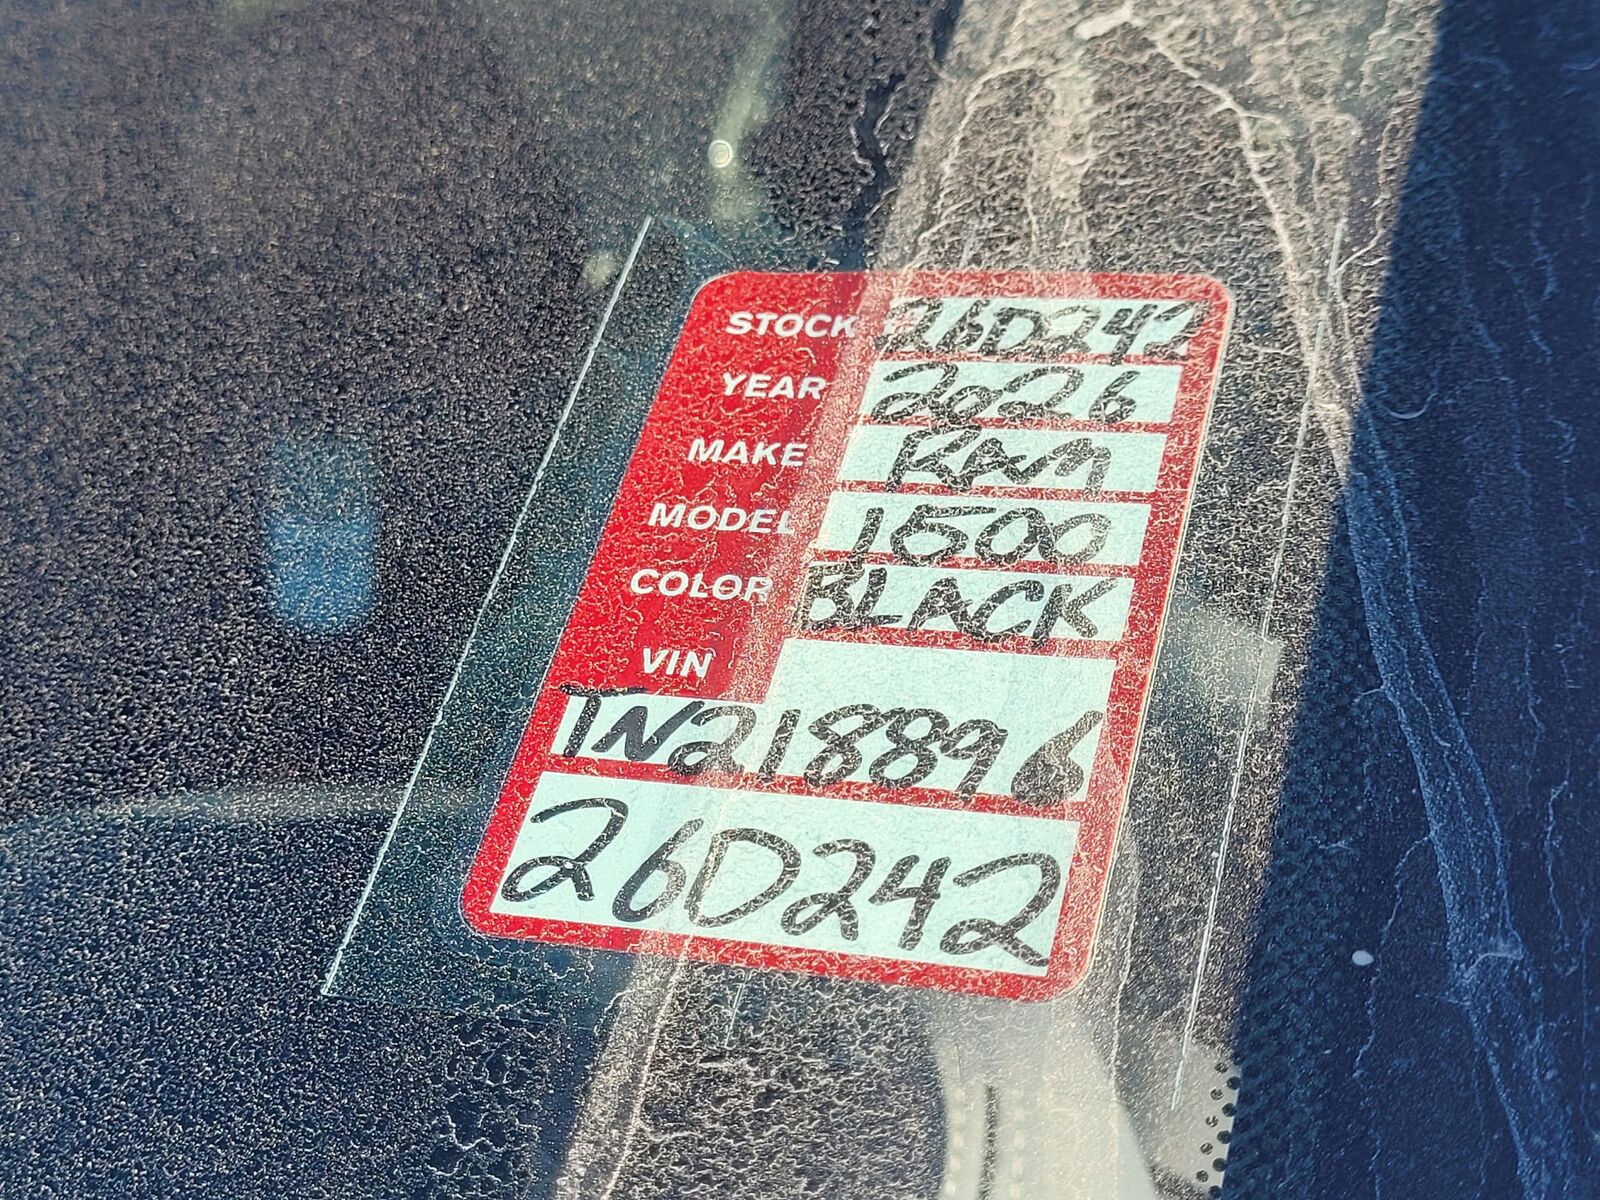 STOCK 26D242
YEAR 2026
MAKE RAM
MODEL 1500
COLOR BLACK
VIN
TN218896
26D242